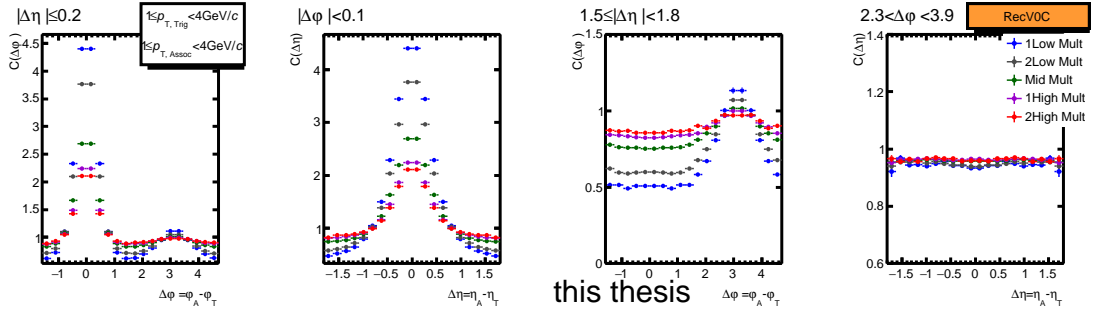 |Δη |≤0.2
1≤p_T, Trig <4GeV/c
1≤p_T, Assoc <4GeV/c
C(Δφ)
4.5
4
3.5
3
2.5
2
1.5
1
−1 0 1 2 3 4
Δφ =φ_A-φ_T
|Δφ |<0.1
C(Δη)
4
3
2
1
−1.5 −1 −0.5 0 0.5 1 1.5
Δη=η_A-η_T
1.5≤|Δη |<1.8
C(Δφ)
1.5
1
0.5
0
−1 0 1 2 3 4
Δφ =φ_A-φ_T
this thesis
2.3<Δφ <3.9
RecV0C
C(Δη)
1.4
1.2
1
0.8
0.6
1Low Mult
2Low Mult
Mid Mult
1High Mult
2High Mult
−1.5 −1 −0.5 0 0.5 1 1.5
Δη=η_A-η_T